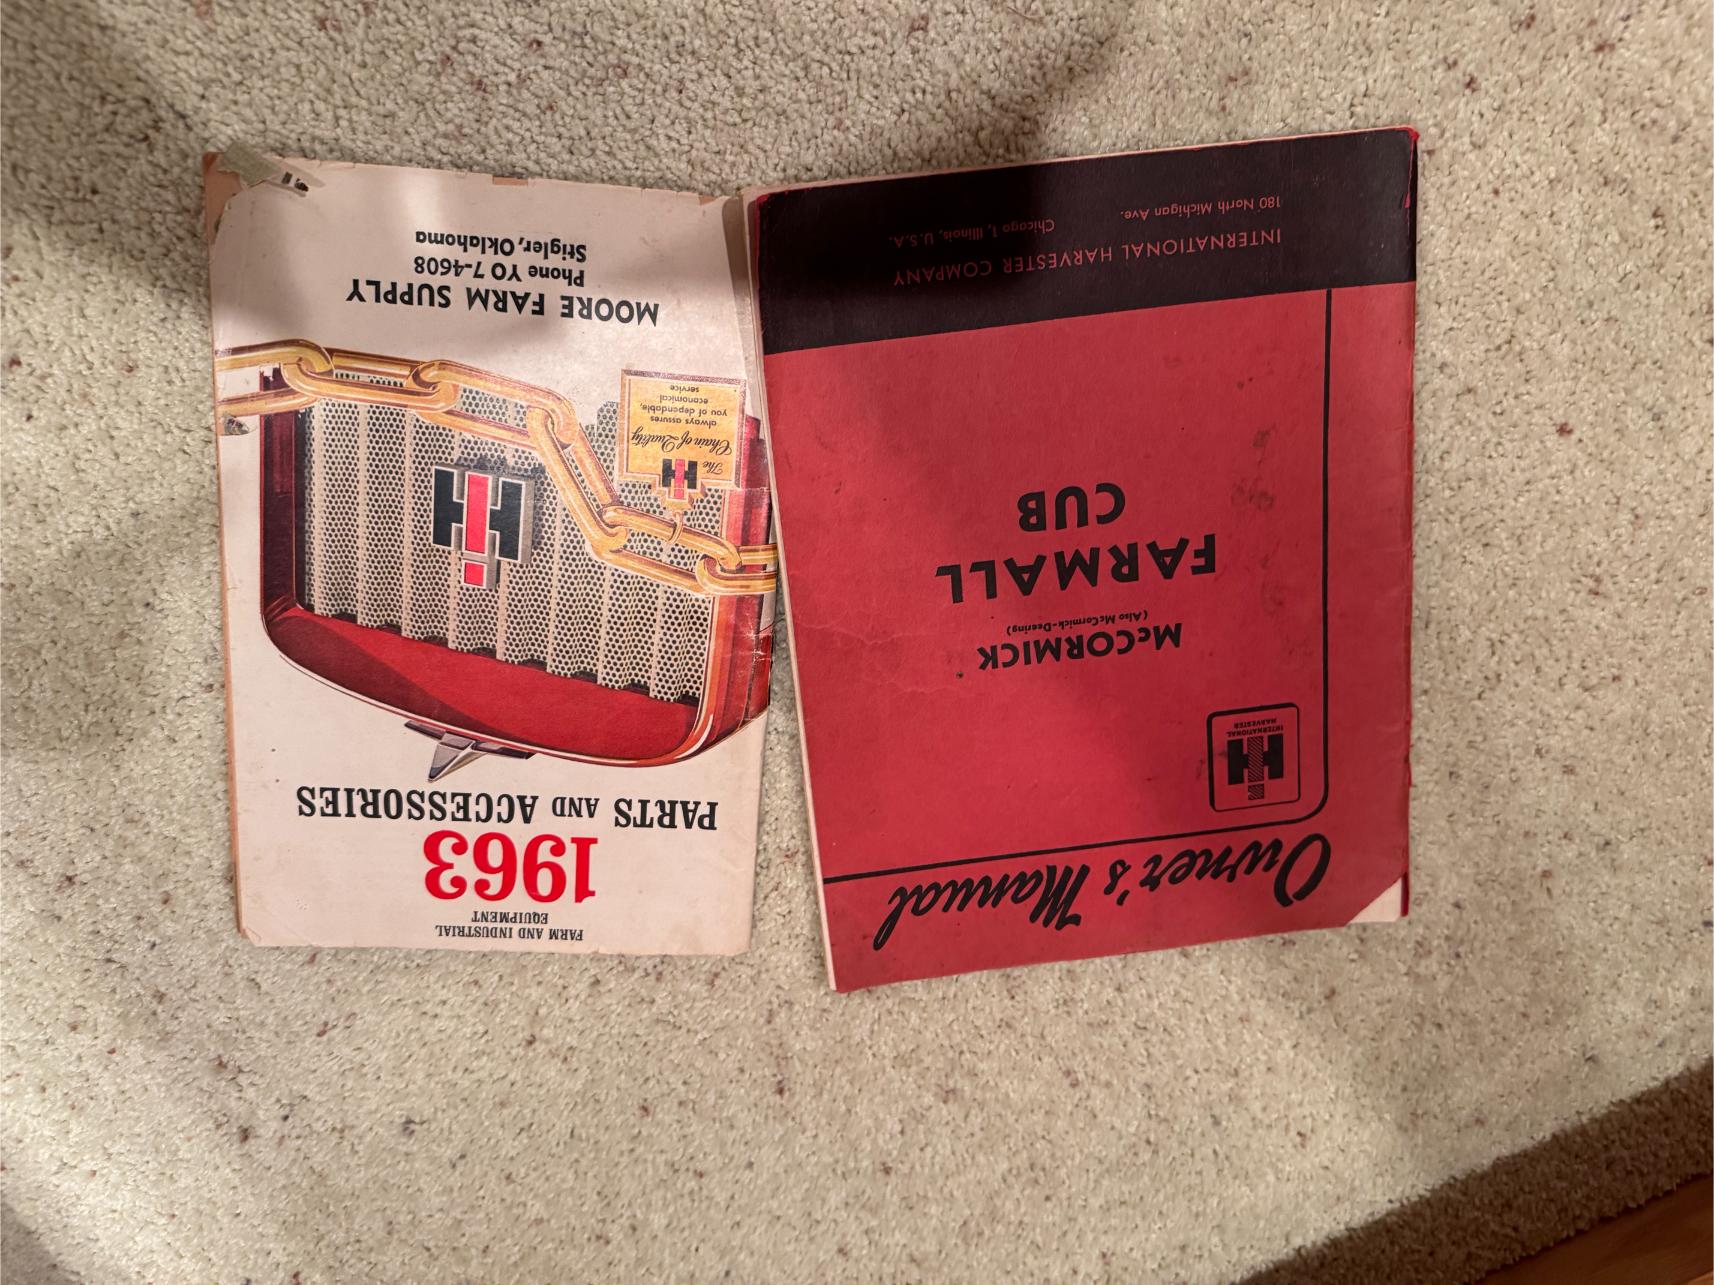 Owner's Manual
INTERNATIONAL
HARVESTER
McCORMICK
(Also McCormick-Deering)
FARMALL
CUB
INTERNATIONAL HARVESTER COMPANY
180 North Michigan Ave. Chicago 1, Illinois, U.S.A.
FARM AND INDUSTRIAL
EQUIPMENT
1963
PARTS AND ACCESSORIES
IH
IH
The
Chain of Quality
always assures
you of dependable,
economical
service
MOORE FARM SUPPLY
Phone YO 7-4608
Stigler, Oklahoma